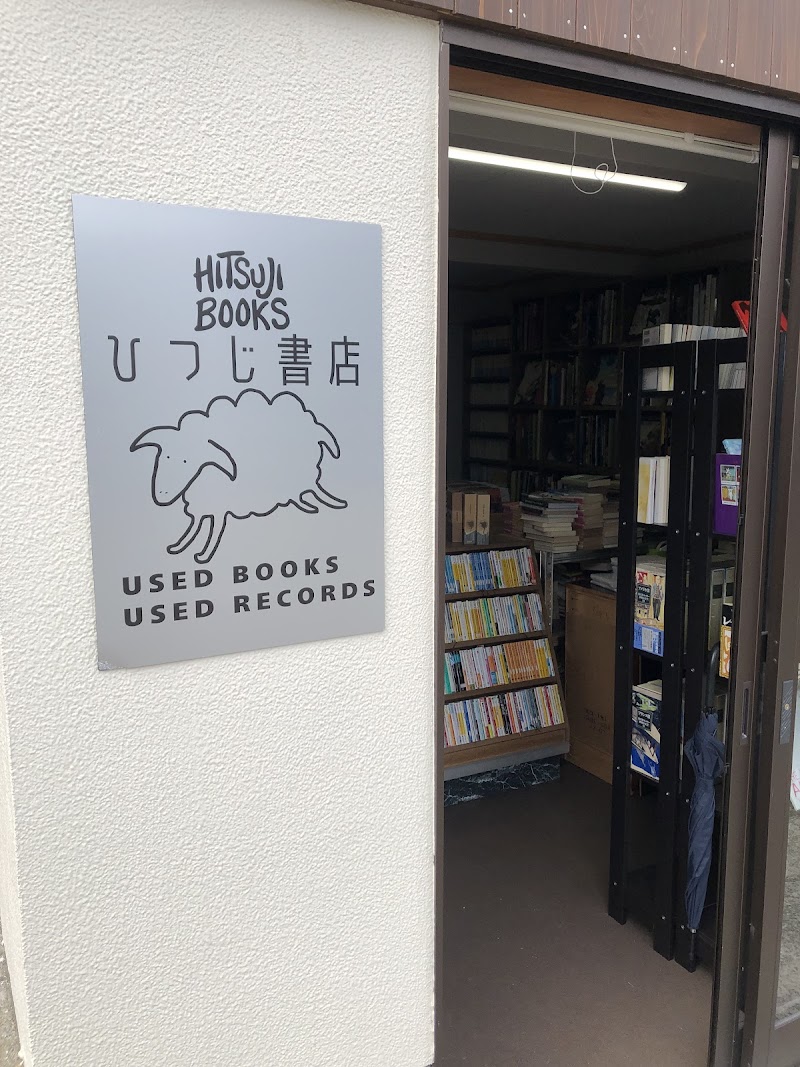 HITSUJI
BOOKS
ひつじ書店
USED BOOKS
USED RECORDS